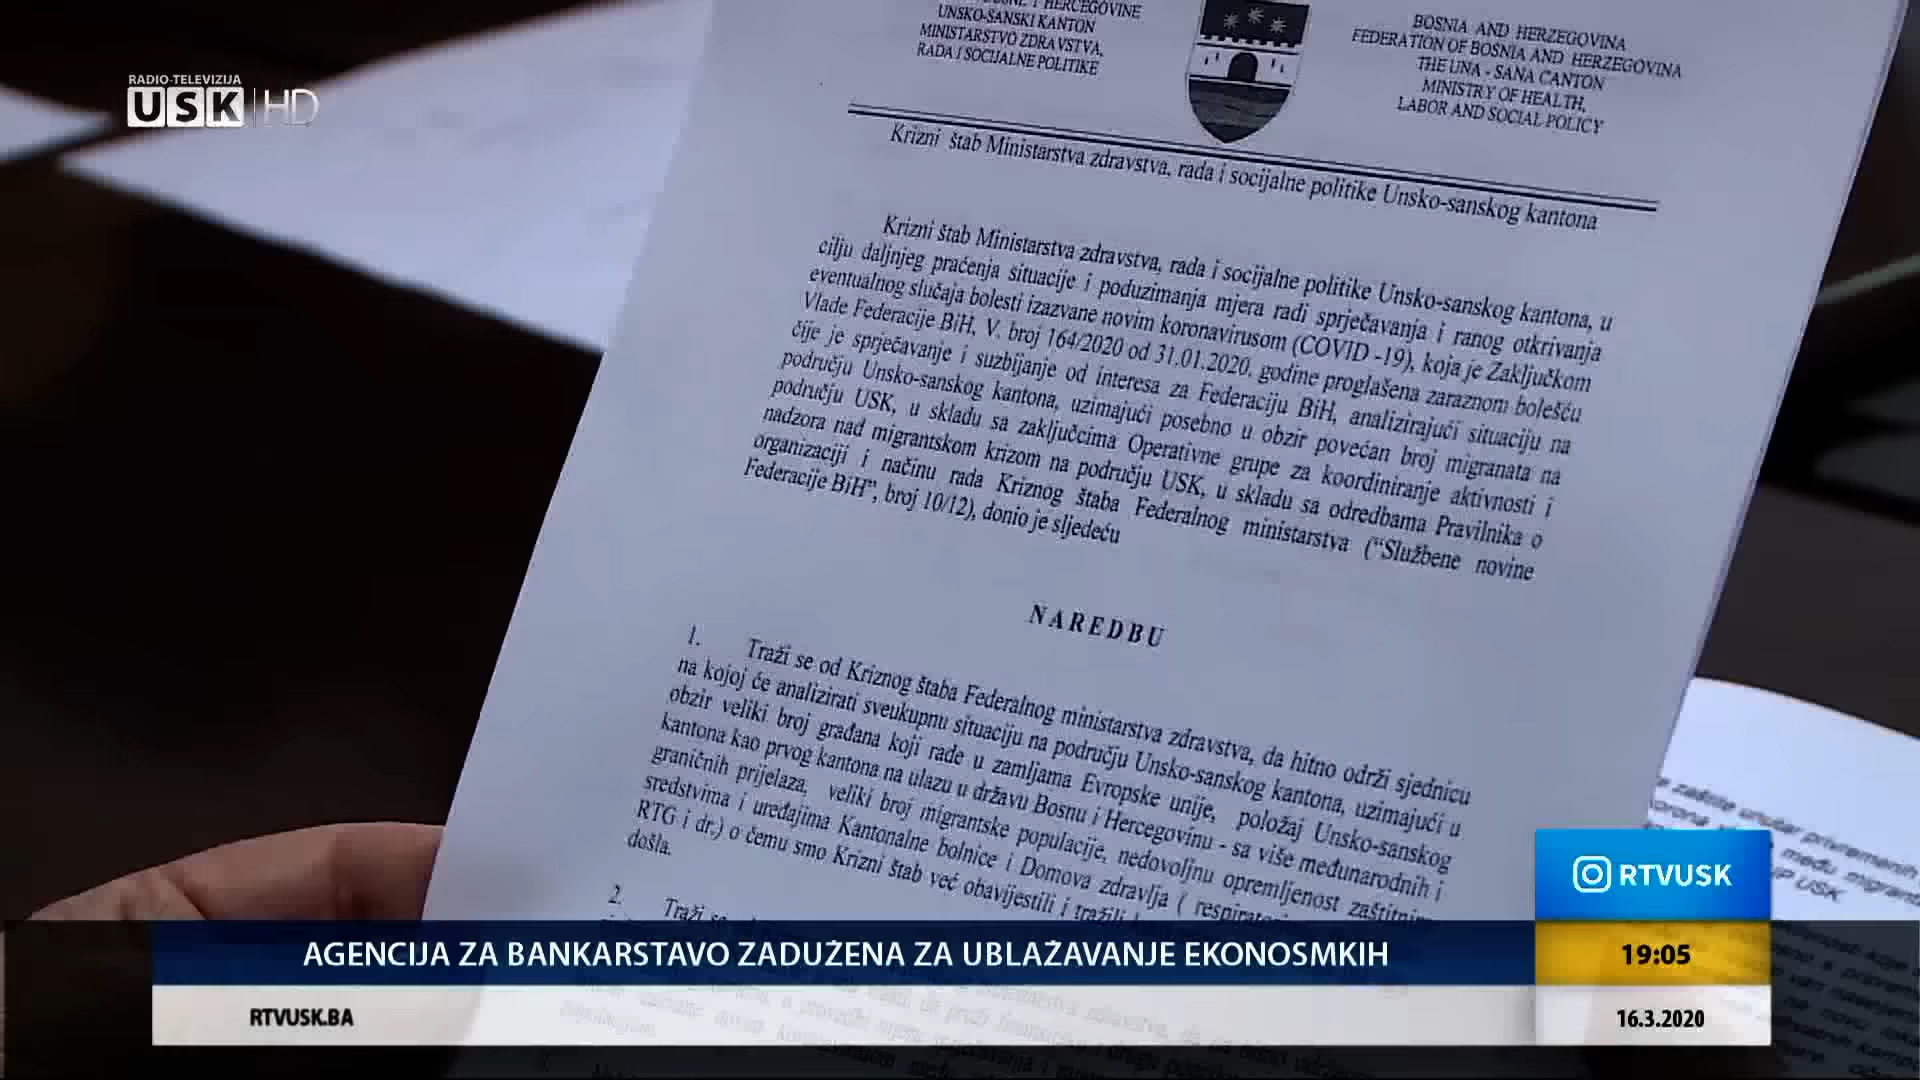 RADIO-TELEVIZIJA
USK HD
I HERCEGOVINE
UNSKO-SANSKI KANTON
MINISTARSTVO ZDRAVSTVA,
RADA I SOCIJALNE POLITIKE
BOSNIA AND HERZEGOVINA
FEDERATION OF BOSNIA AND HERZEGOVINA
THE UNA - SANA CANTON
MINISTRY OF HEALTH,
LABOR AND SOCIAL POLICY
Krizni štab Ministarstva zdravstva, rada i socijalne politike Unsko-sanskog kantona
Krizni štab Ministarstva zdravstva, rada i socijalne politike Unsko-sanskog kantona, u
cilju daljnjeg praćenja situacije i poduzimanja mjera radi sprječavanja i ranog otkrivanja
eventualnog slučaja bolesti izazvane novim koronavirusom (COVID -19), koja je Zaključkom
Vlade Federacije BiH, V. broj 164/2020 od 31.01.2020. godine proglašena zaraznom bolešću
čije je sprječavanje i suzbijanje od interesa za Federaciju BiH, analizirajući situaciju na
području Unsko-sanskog kantona, uzimajući posebno u obzir povećan broj migranata na
području USK, u skladu sa zaključcima Operativne grupe za koordiniranje aktivnosti i
nadzora nad migrantskom krizom na području USK, u skladu sa odredbama Pravilnika o
organizaciji i načinu rada Kriznog štaba Federalnog ministarstva (“Službene novine
Federacije BiH”, broj 10/12), donio je sljedeću
NAREDBU
1. Traži se od Kriznog štaba Federalnog ministarstva zdravstva, da hitno održi sjednicu
na kojoj će analizirati sveukupnu situaciju na području Unsko-sanskog kantona, uzimajući u
obzir veliki broj građana koji rade u zamljama Evropske unije, položaj Unsko-sanskog
kantona kao prvog kantona na ulazu u državu Bosnu i Hercegovinu - sa više međunarodnih i
graničnih prijelaza, veliki broj migrantske populacije, nedovoljnu opremljenost zaštitnim
sredstvima i uređajima Kantonalne bolnice i Domova zdravlja (
RTG i dr.) o čemu smo Krizni štab već obavijestili i tražili
došla.
2. Traži se
RTVUSK
AGENCIJA ZA BANKARSTAVO ZADUŽENA ZA UBLAŽAVANJE EKONOSMKIH
19:05
RTVUSK.BA
16.3.2020